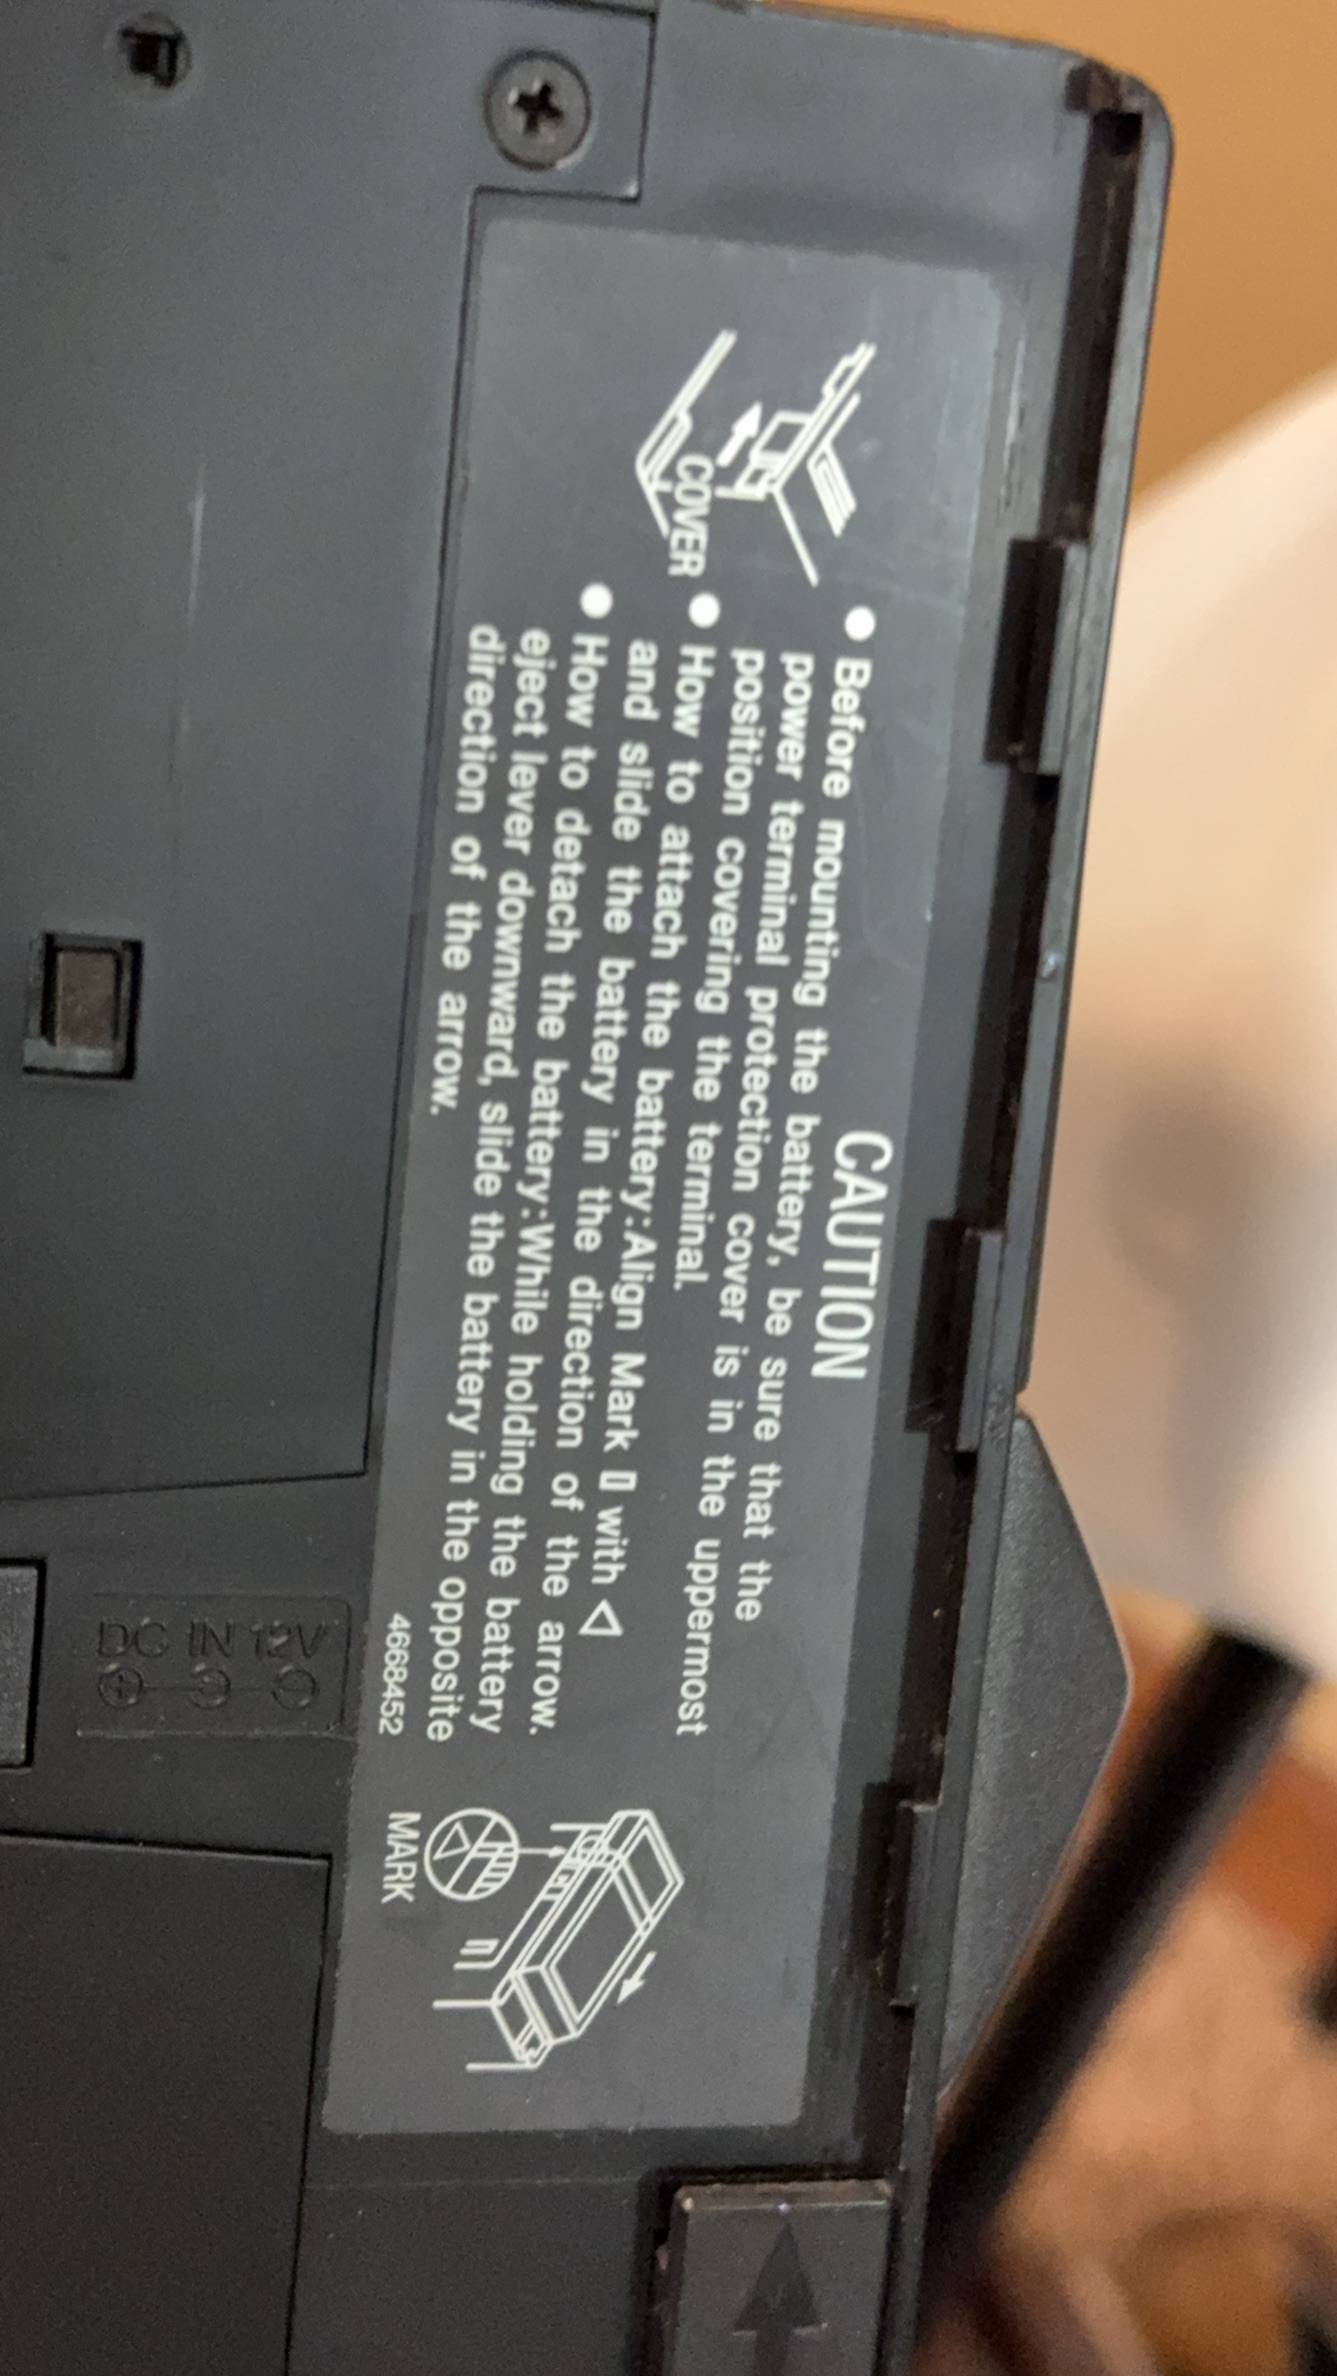 CAUTION
● Before mounting the battery, be sure that the
power terminal protection cover is in the uppermost
position covering the terminal.
● How to attach the battery:Align Mark ▯ with ◁
and slide the battery in the direction of the arrow.
● How to detach the battery:While holding the battery
eject lever downward, slide the battery in the opposite
direction of the arrow.
4668452
COVER
MARK
DC IN 12V